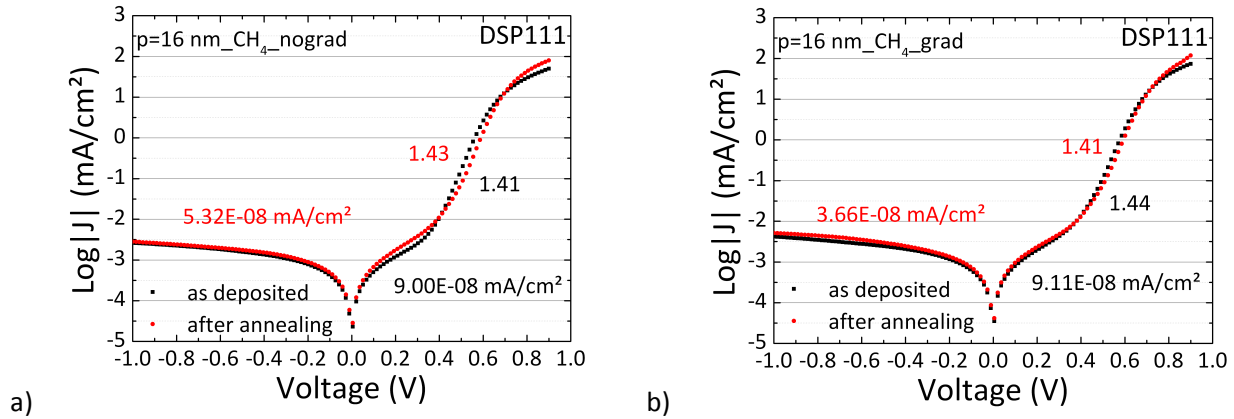 p=16 nm_CH₄_nograd
DSP111
Log|J| (mA/cm²)
3
2
1
0
-1
-2
-3
-4
-5
1.43
1.41
5.32E-08 mA/cm²
9.00E-08 mA/cm²
as deposited
after annealing
-1.0 -0.8 -0.6 -0.4 -0.2 0.0 0.2 0.4 0.6 0.8 1.0
Voltage (V)
a)
p=16 nm_CH₄_grad
DSP111
Log|J| (mA/cm²)
3
2
1
0
-1
-2
-3
-4
-5
1.41
1.44
3.66E-08 mA/cm²
9.11E-08 mA/cm²
as deposited
after annealing
-1.0 -0.8 -0.6 -0.4 -0.2 0.0 0.2 0.4 0.6 0.8 1.0
Voltage (V)
b)